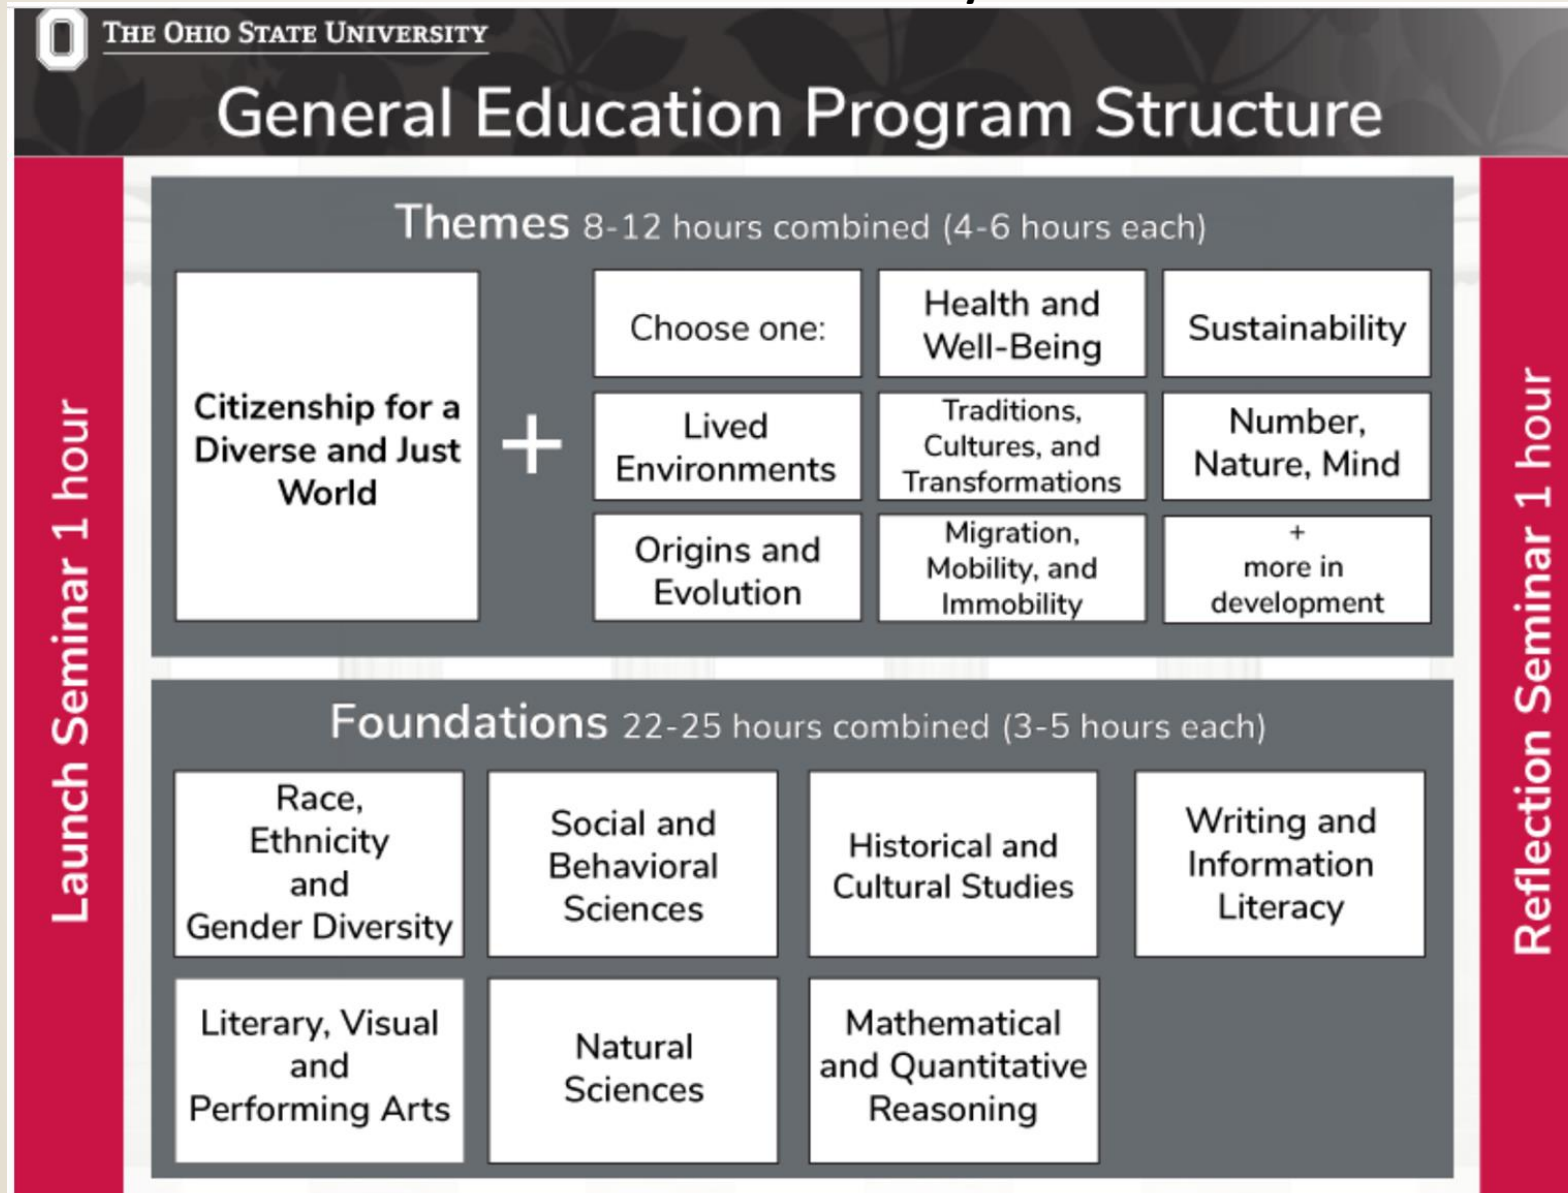 THE OHIO STATE UNIVERSITY
General Education Program Structure
Launch Seminar 1 hour
Themes 8-12 hours combined (4-6 hours each)
Citizenship for a
Diverse and Just
World
+
Choose one:
Health and
Well-Being
Sustainability
Lived
Environments
Traditions,
Cultures, and
Transformations
Number,
Nature, Mind
Origins and
Evolution
Migration,
Mobility, and
Immobility
+
more in
development
Foundations 22-25 hours combined (3-5 hours each)
Race,
Ethnicity
and
Gender Diversity
Social and
Behavioral
Sciences
Historical and
Cultural Studies
Writing and
Information
Literacy
Literary, Visual
and
Performing Arts
Natural
Sciences
Mathematical
and Quantitative
Reasoning
Reflection Seminar 1 hour